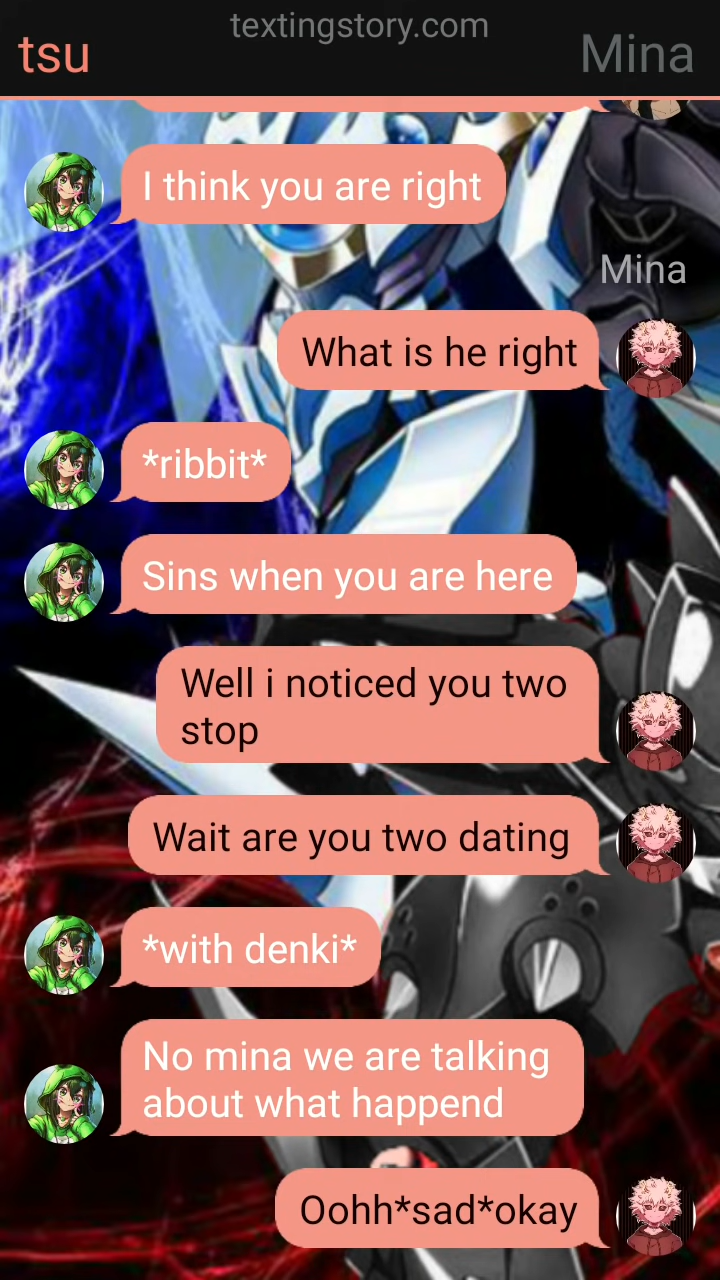 textingstory.com
tsu
Mina
I think you are right
Mina
What is he right
*ribbit*
Sins when you are here
Well i noticed you two
stop
Wait are you two dating
*with denki*
No mina we are talking
about what happend
Oohh*sad*okay